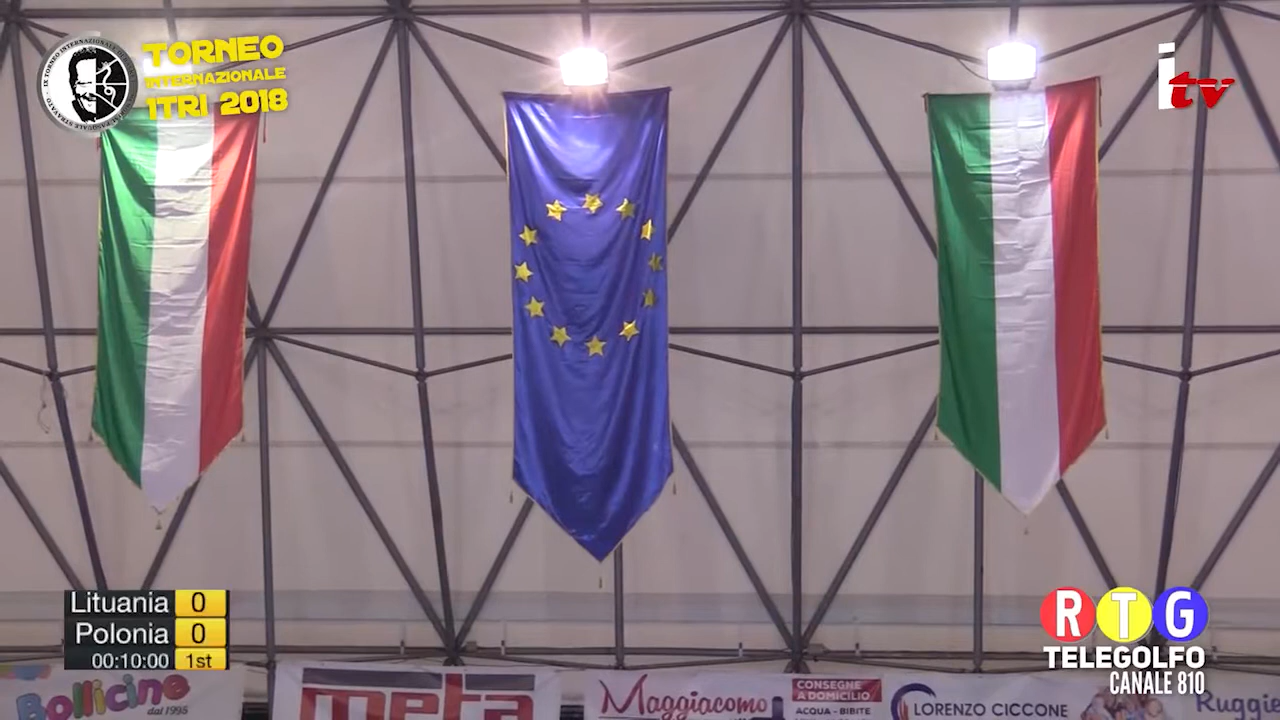 TORNEO
INTERNAZIONALE
ITRI 2018
itv
Lituania 0
Polonia 0
00:10:00 1st
RTG
TELEGOLFO
CANALE 810
Bollicine
dal 1995
meta
Maggiacomo
CONSEGNE
A DOMICILIO
ACQUA - BIBITE
LORENZO CICCONE